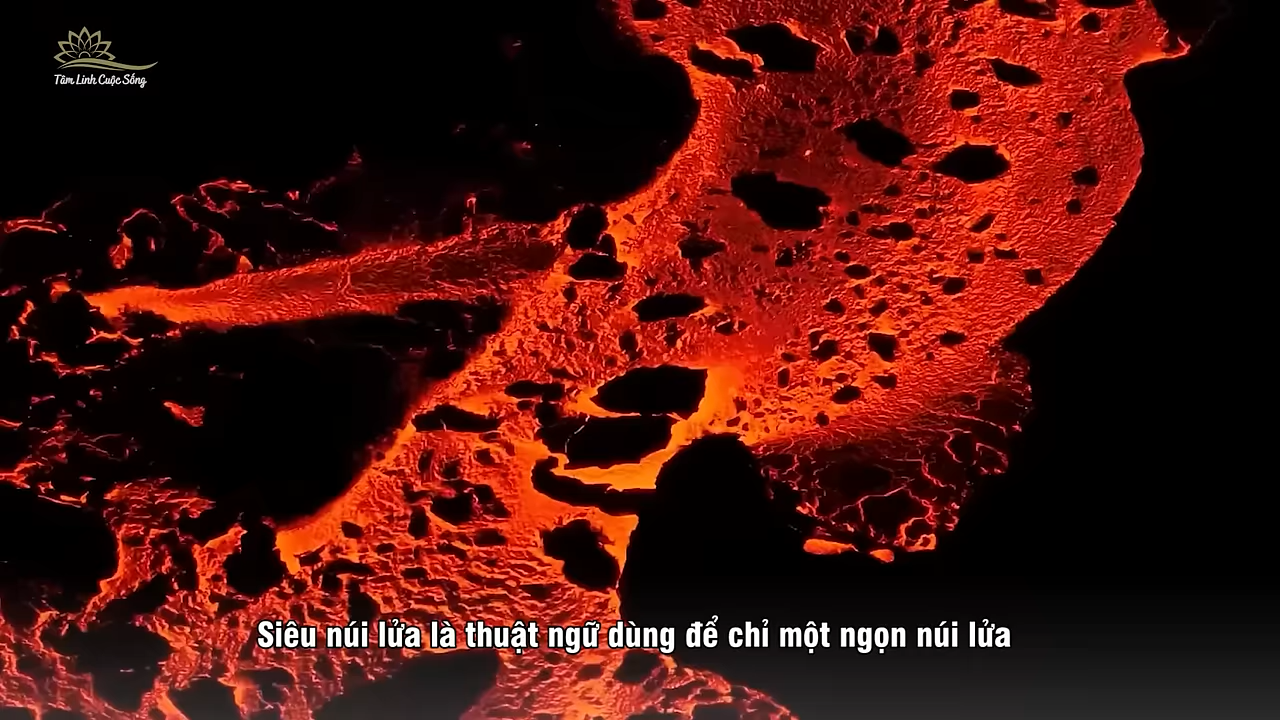 Tâm Linh Cuộc Sống
Siêu núi lửa là thuật ngữ dùng để chỉ một ngọn núi lửa